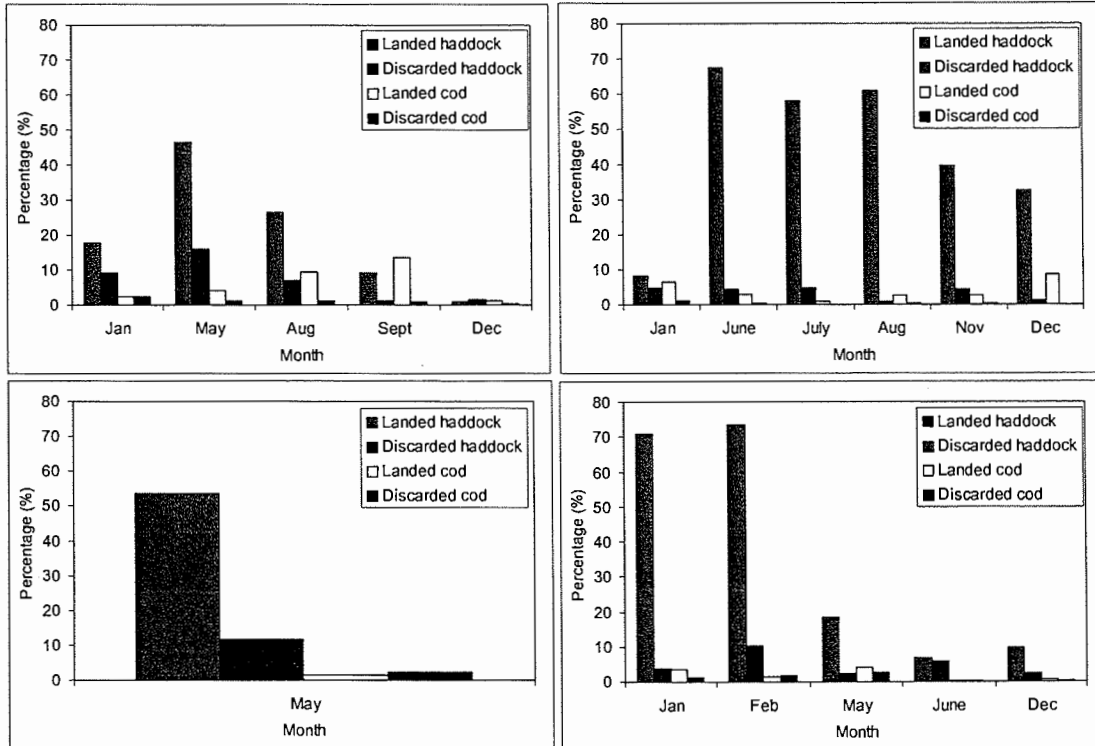 80
70
60
50
40
30
20
10
0
Percentage (%)
Landed haddock
Discarded haddock
Landed cod
Discarded cod
Jan May Aug Sept Dec
Month
80
70
60
50
40
30
20
10
0
Percentage (%)
Landed haddock
Discarded haddock
Landed cod
Discarded cod
Jan June July Aug Nov Dec
Month
80
70
60
50
40
30
20
10
0
Percentage (%)
Landed haddock
Discarded haddock
Landed cod
Discarded cod
May
Month
80
70
60
50
40
30
20
10
0
Percentage (%)
Landed haddock
Discarded haddock
Landed cod
Discarded cod
Jan Feb May June Dec
Month